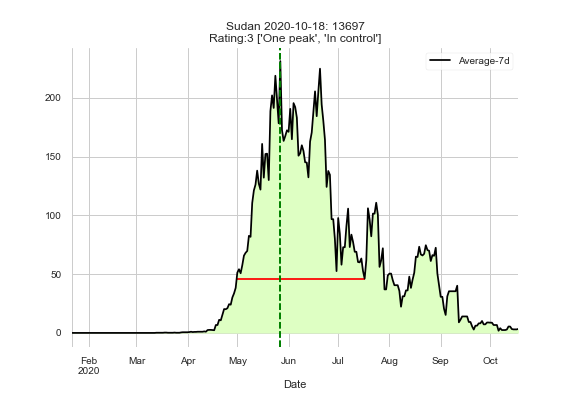 Sudan 2020-10-18: 13697
Rating:3 ['One peak', 'In control']
Average-7d
200
150
100
50
0
Feb Mar Apr May Jun Jul Aug Sep Oct
2020
Date